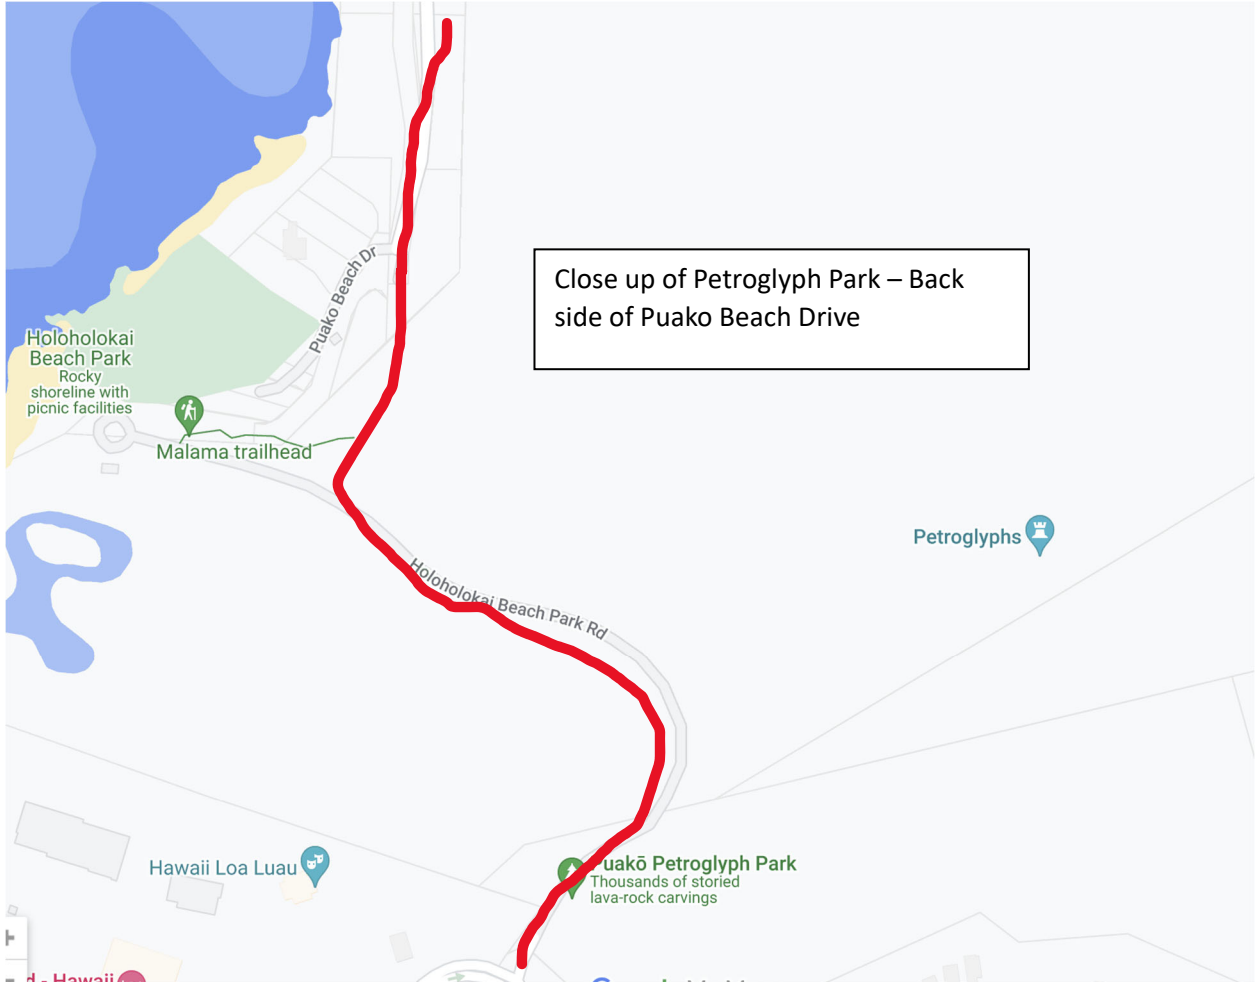 Close up of Petroglyph Park – Back
side of Puako Beach Drive
Puako Beach Dr
Holoholokai
Beach Park
Rocky
shoreline with
picnic facilities
Malama trailhead
Petroglyphs
Holoholokai Beach Park Rd
Hawaii Loa Luau
uakō Petroglyph Park
Thousands of storied
lava-rock carvings
d - Hawaii